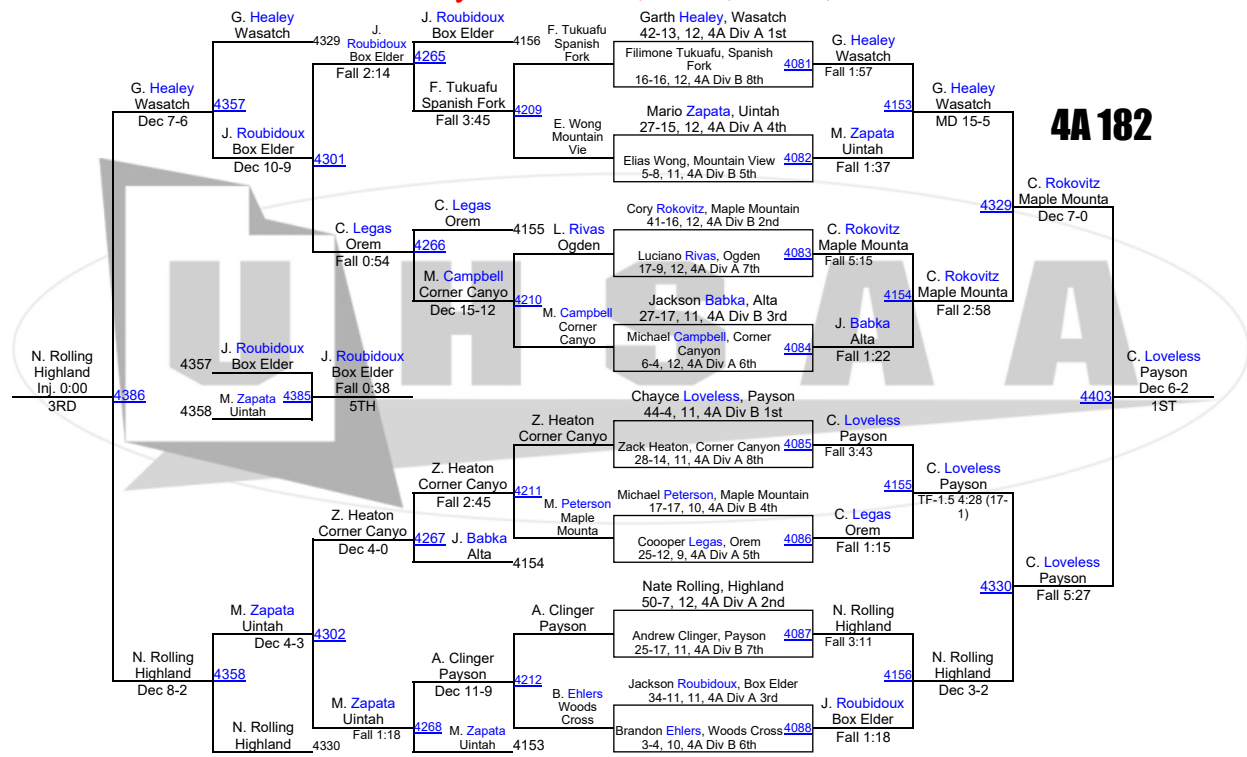 4A 182
UHSAA
Garth Healey, Wasatch
42-13, 12, 4A Div A 1st
Filimone Tukuafu, Spanish
Fork
16-16, 12, 4A Div B 8th
4081
Mario Zapata, Uintah
27-15, 12, 4A Div A 4th
Elias Wong, Mountain View
5-8, 11, 4A Div B 5th
4082
Cory Rokovitz, Maple Mountain
41-16, 12, 4A Div B 2nd
Luciano Rivas, Ogden
17-9, 12, 4A Div A 7th
4083
Jackson Babka, Alta
27-17, 11, 4A Div B 3rd
Michael Campbell, Corner
Canyon
6-4, 12, 4A Div A 6th
4084
Chayce Loveless, Payson
44-4, 11, 4A Div B 1st
Zack Heaton, Corner Canyon
28-14, 11, 4A Div A 8th
4085
Michael Peterson, Maple Mountain
17-17, 10, 4A Div B 4th
Coooper Legas, Orem
25-12, 9, 4A Div A 5th
4086
Nate Rolling, Highland
50-7, 12, 4A Div A 2nd
Andrew Clinger, Payson
25-17, 11, 4A Div B 7th
4087
Jackson Roubidoux, Box Elder
34-11, 11, 4A Div A 3rd
Brandon Ehlers, Woods Cross
3-4, 10, 4A Div B 6th
4088
G. Healey
Wasatch
Fall 1:57
4153
M. Zapata
Uintah
Fall 1:37
C. Rokovitz
Maple Mounta
Fall 5:15
4154
J. Babka
Alta
Fall 1:22
C. Loveless
Payson
Fall 3:43
4155
C. Legas
Orem
Fall 1:15
N. Rolling
Highland
Fall 3:11
4156
J. Roubidoux
Box Elder
Fall 1:18
G. Healey
Wasatch
MD 15-5
4329
C. Rokovitz
Maple Mounta
Fall 2:58
C. Loveless
Payson
TF-1.5 4:28 (17-
1)
4330
N. Rolling
Highland
Dec 3-2
C. Rokovitz
Maple Mounta
Dec 7-0
4403
C. Loveless
Payson
Fall 5:27
C. Loveless
Payson
Dec 6-2
1ST
F. Tukuafu
Spanish
Fork
4209
E. Wong
Mountain
Vie
L. Rivas
Ogden
4210
M. Campbell
Corner
Canyo
Z. Heaton
Corner Canyo
4211
M. Peterson
Maple
Mounta
A. Clinger
Payson
4212
B. Ehlers
Woods
Cross
J. Roubidoux
Box Elder
4156
4265
F. Tukuafu
Spanish Fork
Fall 3:45
C. Legas
Orem
4155
4266
M. Campbell
Corner Canyo
Dec 15-12
Z. Heaton
Corner Canyo
Fall 2:45
4267
J. Babka
Alta
4154
A. Clinger
Payson
Dec 11-9
4268
M. Zapata
Uintah
4153
J.
Roubidoux
Box Elder
Fall 2:14
4301
C. Legas
Orem
Fall 0:54
Z. Heaton
Corner Canyo
Dec 4-0
4302
M. Zapata
Uintah
Fall 1:18
G. Healey
Wasatch
4329
4357
J. Roubidoux
Box Elder
Dec 10-9
M. Zapata
Uintah
Dec 4-3
4358
N. Rolling
Highland
4330
G. Healey
Wasatch
Dec 7-6
4386
N. Rolling
Highland
Dec 8-2
N. Rolling
Highland
Inj. 0:00
3RD
4357
J. Roubidoux
Box Elder
4385
4358
M. Zapata
Uintah
J. Roubidoux
Box Elder
Fall 0:38
5TH